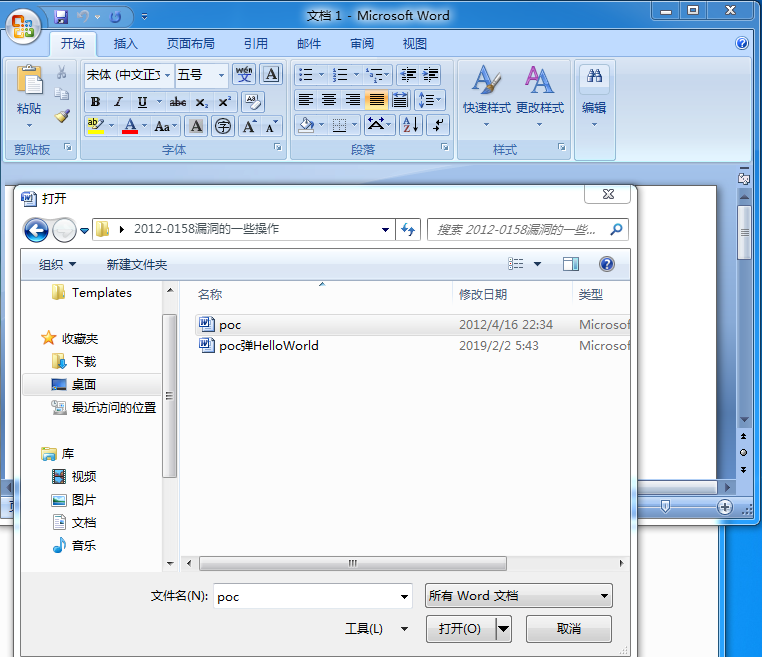 文档 1 - Microsoft Word
开始 插入 页面布局 引用 邮件 审阅 视图
宋体 (中文正文 五号 wén A
粘贴 B I U abc X₂ X² Aa 快速样式 更改样式 编辑
ab A Aa A 字 A A A Z
剪贴板 字体 段落 样式
打开
2012-0158漏洞的一些操作 搜索 2012-0158漏洞的一些...
组织 新建文件夹
Templates 名称 修改日期 类型
poc 2012/4/16 22:34 Microsof
收藏夹 poc弹HelloWorld 2019/2/2 5:43 Microsof
下载
桌面
最近访问的位置
库
视频
图片
文档
音乐
文件名(N): poc 所有 Word 文档
工具(L) 打开(O) 取消